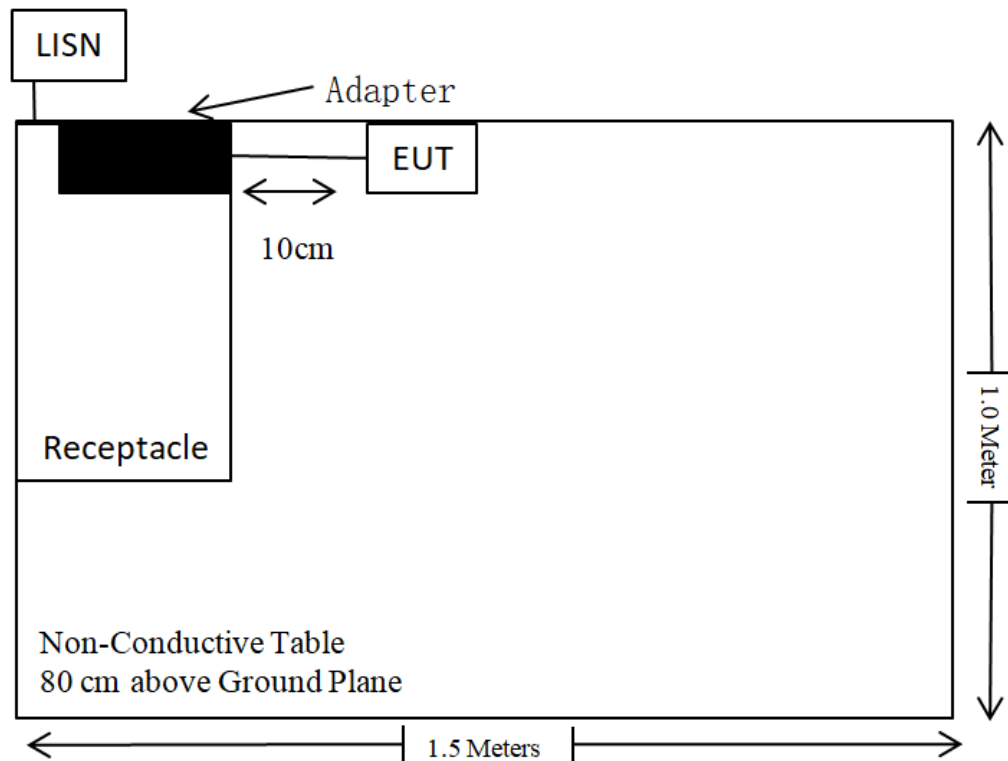 LISN
Adapter
EUT
10cm
Receptacle
1.0 Meter
Non-Conductive Table
80 cm above Ground Plane
1.5 Meters